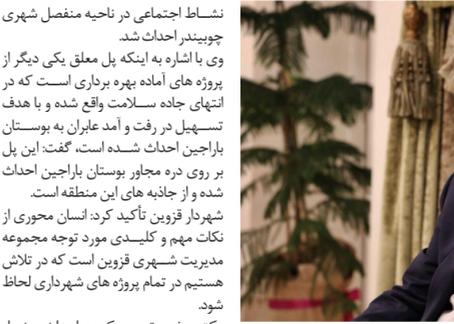 نشاط اجتماعی در ناحیه منفصل شهری
چوبیندر احداث شد.
وی با اشاره به اینکه پل معلق یکی دیگر از
پروژه های آماده بهره برداری است که در
انتهای جاده سلامت واقع شده و با هدف
تسهیل در رفت و آمد عابران به بوستان
باراجین احداث شده است، گفت: این پل
بر روی دره مجاور بوستان باراجین احداث
شده و از جاذبه های این منطقه است.
شهردار قزوین تأکید کرد: انسان محوری از
نکات مهم و کلیدی مورد توجه مجموعه
مدیریت شهری قزوین است که در تلاش
هستیم در تمام پروژه های شهرداری لحاظ
شود.